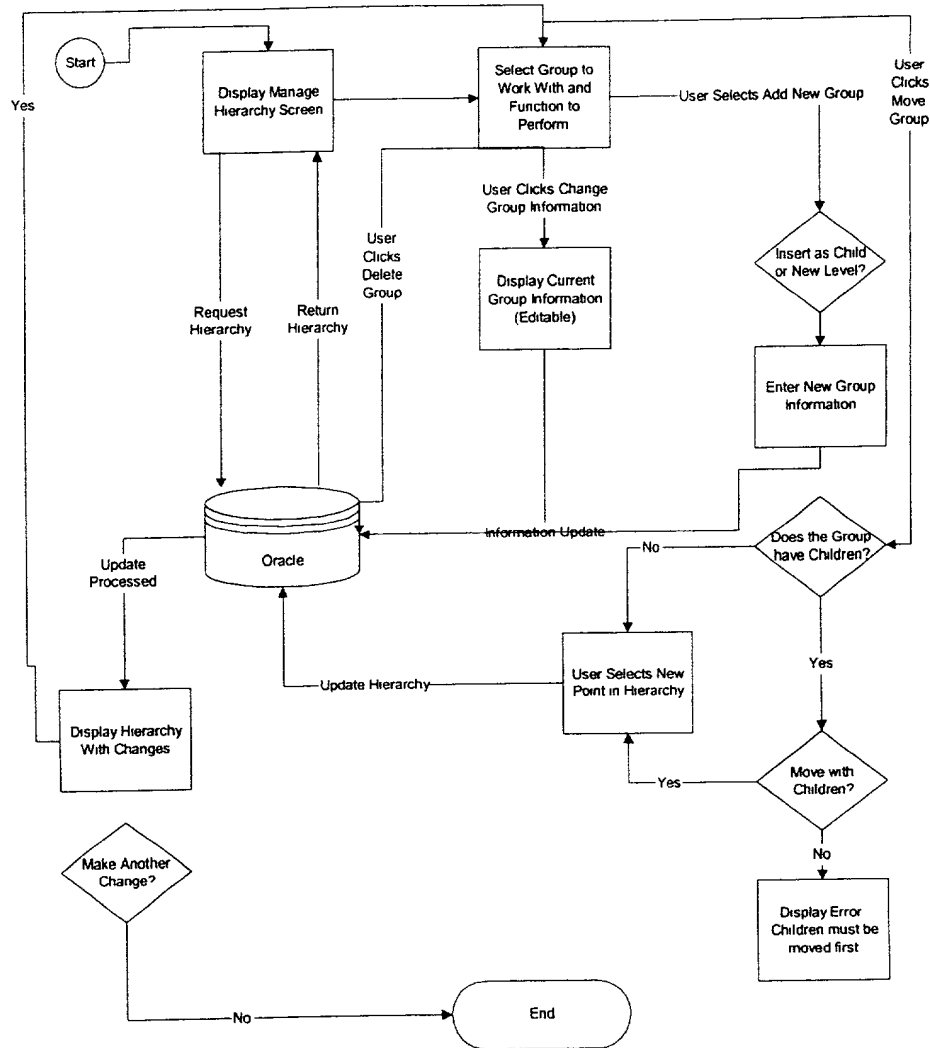 Start
Display Manage
Hierarchy Screen
Select Group to
Work With and
Function to
Perform
User Selects Add New Group
User
Clicks
Move
Group
Yes
User Clicks Change
Group Information
User
Clicks
Delete
Group
Insert as Child
or New Level?
Display Current
Group Information
(Editable)
Request
Hierarchy
Return
Hierarchy
Enter New Group
Information
Oracle
Information Update
Does the Group
have Children?
No
Update
Processed
Yes
User Selects New
Point in Hierarchy
Update Hierarchy
Display Hierarchy
With Changes
Move with
Children?
Yes
No
Make Another
Change?
Display Error
Children must be
moved first
No
End